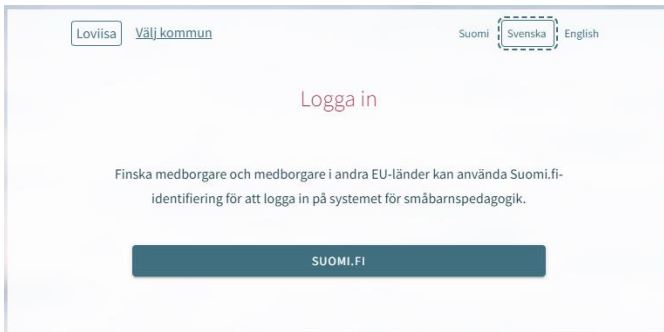 Loviisa Välj kommun Suomi Svenska English
Logga in
Finska medborgare och medborgare i andra EU-länder kan använda Suomi.fi-
identifiering för att logga in på systemet för småbarnspedagogik.
SUOMI.FI